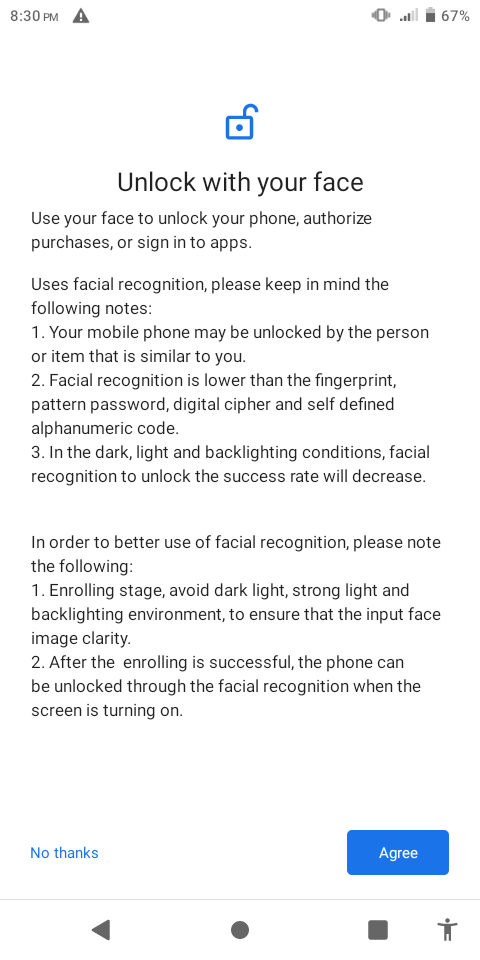 8:30 PM
67%
Unlock with your face
Use your face to unlock your phone, authorize
purchases, or sign in to apps.
Uses facial recognition, please keep in mind the
following notes:
1. Your mobile phone may be unlocked by the person
or item that is similar to you.
2. Facial recognition is lower than the fingerprint,
pattern password, digital cipher and self defined
alphanumeric code.
3. In the dark, light and backlighting conditions, facial
recognition to unlock the success rate will decrease.
In order to better use of facial recognition, please note
the following:
1. Enrolling stage, avoid dark light, strong light and
backlighting environment, to ensure that the input face
image clarity.
2. After the  enrolling is successful, the phone can
be unlocked through the facial recognition when the
screen is turning on.
No thanks
Agree